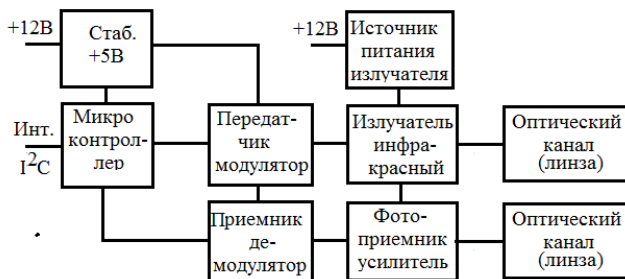 +12В
Стаб.
+5В
+12В
Источник
питания
излучателя
Инт.
I²C
Микро
контрол-
лер
Передат-
чик
модулятор
Излучатель
инфра-
красный
Оптический
канал
(линза)
Приемник
де-
модулятор
Фото-
приемник
усилитель
Оптический
канал
(линза)